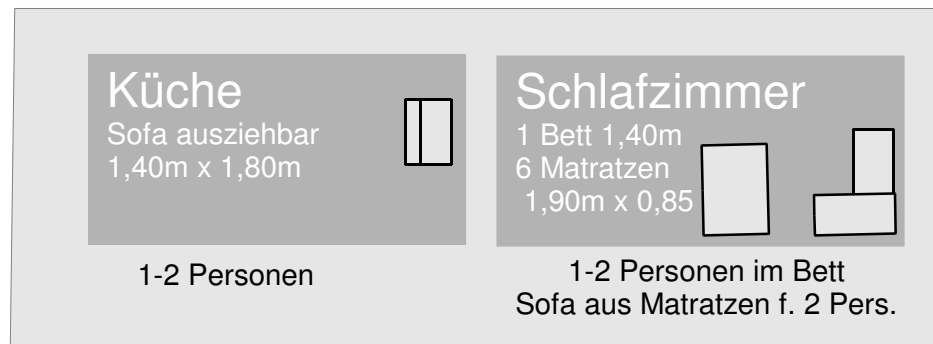 Küche
Sofa ausziehbar
1,40m x 1,80m
1-2 Personen
Schlafzimmer
1 Bett 1,40m
6 Matratzen
1,90m x 0,85
1-2 Personen im Bett
Sofa aus Matratzen f. 2 Pers.